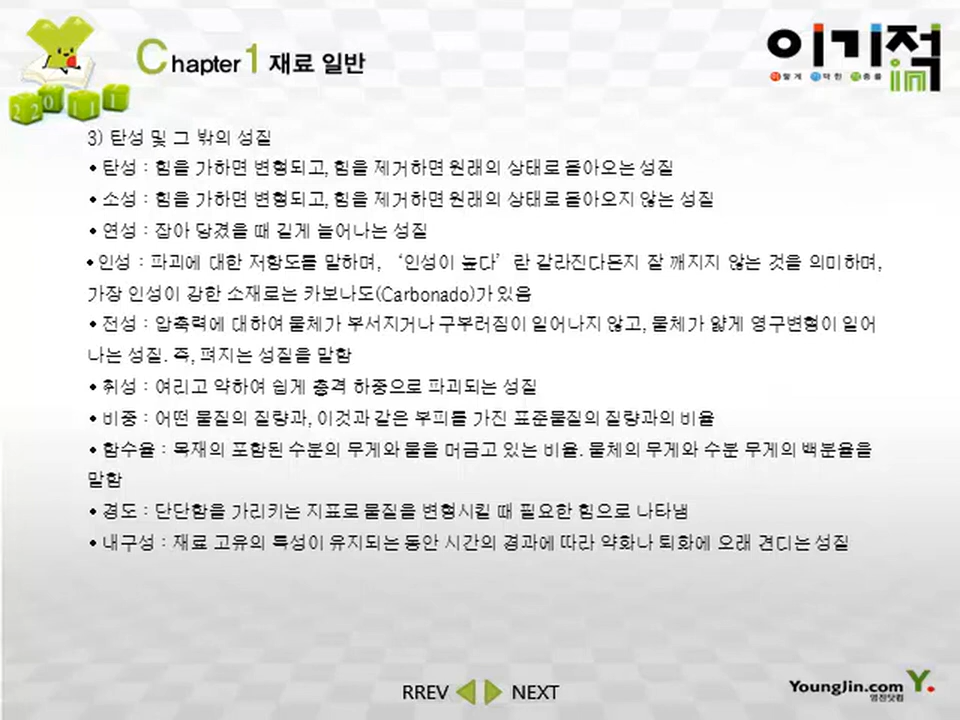 Chapter1 재료 일반
이기적in
이렇게 기막힌 적중률
2011
3) 탄성 및 그 밖의 성질
• 탄성 : 힘을 가하면 변형되고, 힘을 제거하면 원래의 상태로 돌아오는 성질
• 소성 : 힘을 가하면 변형되고, 힘을 제거하면 원래의 상태로 돌아오지 않는 성질
• 연성 : 잡아 당겼을 때 길게 늘어나는 성질
• 인성 : 파괴에 대한 저항도를 말하며, ‘인성이 높다’란 갈라진다든지 잘 깨지지 않는 것을 의미하며,
가장 인성이 강한 소재로는 카보나도(Carbonado)가 있음
• 전성 : 압축력에 대하여 물체가 부서지거나 구부러짐이 일어나지 않고, 물체가 얇게 영구변형이 일어
나는 성질. 즉, 펴지는 성질을 말함
• 취성 : 여리고 약하여 쉽게 충격 하중으로 파괴되는 성질
• 비중 : 어떤 물질의 질량과, 이것과 같은 부피를 가진 표준물질의 질량과의 비율
• 함수율 : 목재의 포함된 수분의 무게와 물을 머금고 있는 비율. 물체의 무게와 수분 무게의 백분율을
말함
• 경도 : 단단함을 가리키는 지표로 물질을 변형시킬 때 필요한 힘으로 나타냄
• 내구성 : 재료 고유의 특성이 유지되는 동안 시간의 경과에 따라 약화나 퇴화에 오래 견디는 성질
RREV NEXT
YoungJin.com Y.
영진닷컴